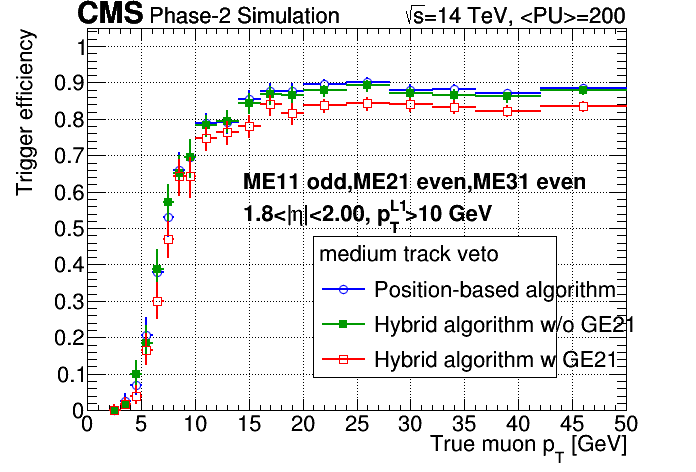 CMS Phase-2 Simulation √s=14 TeV, <PU>=200
Trigger efficiency
1
0.9
0.8
0.7
0.6
0.5
0.4
0.3
0.2
0.1
0
ME11 odd,ME21 even,ME31 even
1.8<|η|<2.00, p_T^L1>10 GeV
medium track veto
Position-based algorithm
Hybrid algorithm w/o GE21
Hybrid algorithm w GE21
0 5 10 15 20 25 30 35 40 45 50
True muon p_T [GeV]